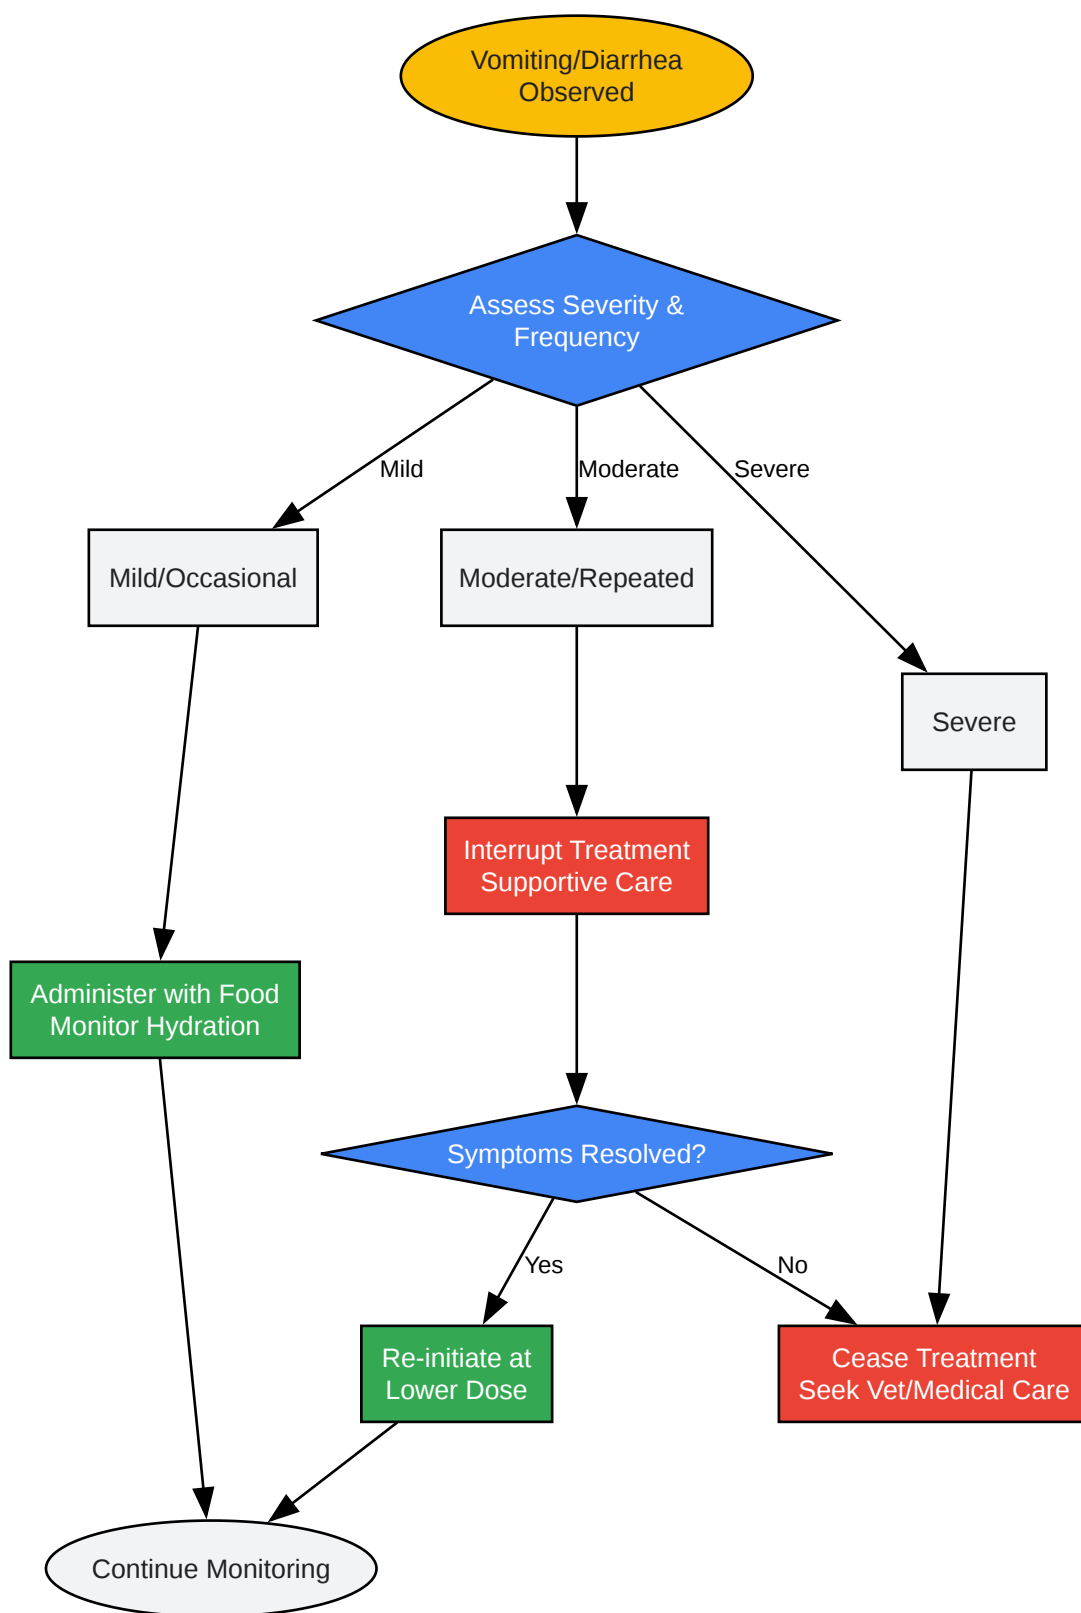 Vomiting/Diarrhea
Observed
Assess Severity &
Frequency
Mild
Moderate
Severe
Mild/Occasional
Moderate/Repeated
Severe
Interrupt Treatment
Supportive Care
Administer with Food
Monitor Hydration
Symptoms Resolved?
Yes
No
Re-initiate at
Lower Dose
Cease Treatment
Seek Vet/Medical Care
Continue Monitoring